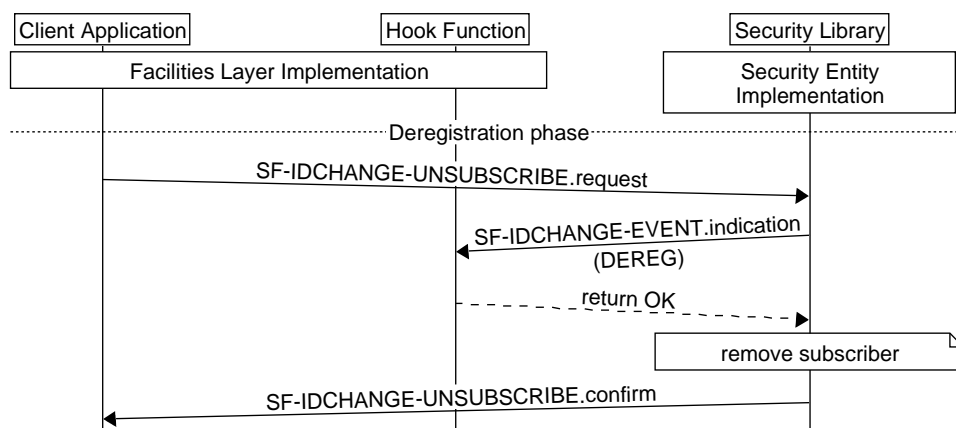 Client Application
Hook Function
Security Library
Facilities Layer Implementation
Security Entity
Implementation
Deregistration phase
SF-IDCHANGE-UNSUBSCRIBE.request
SF-IDCHANGE-EVENT.indication
(DEREG)
return OK
remove subscriber
SF-IDCHANGE-UNSUBSCRIBE.confirm